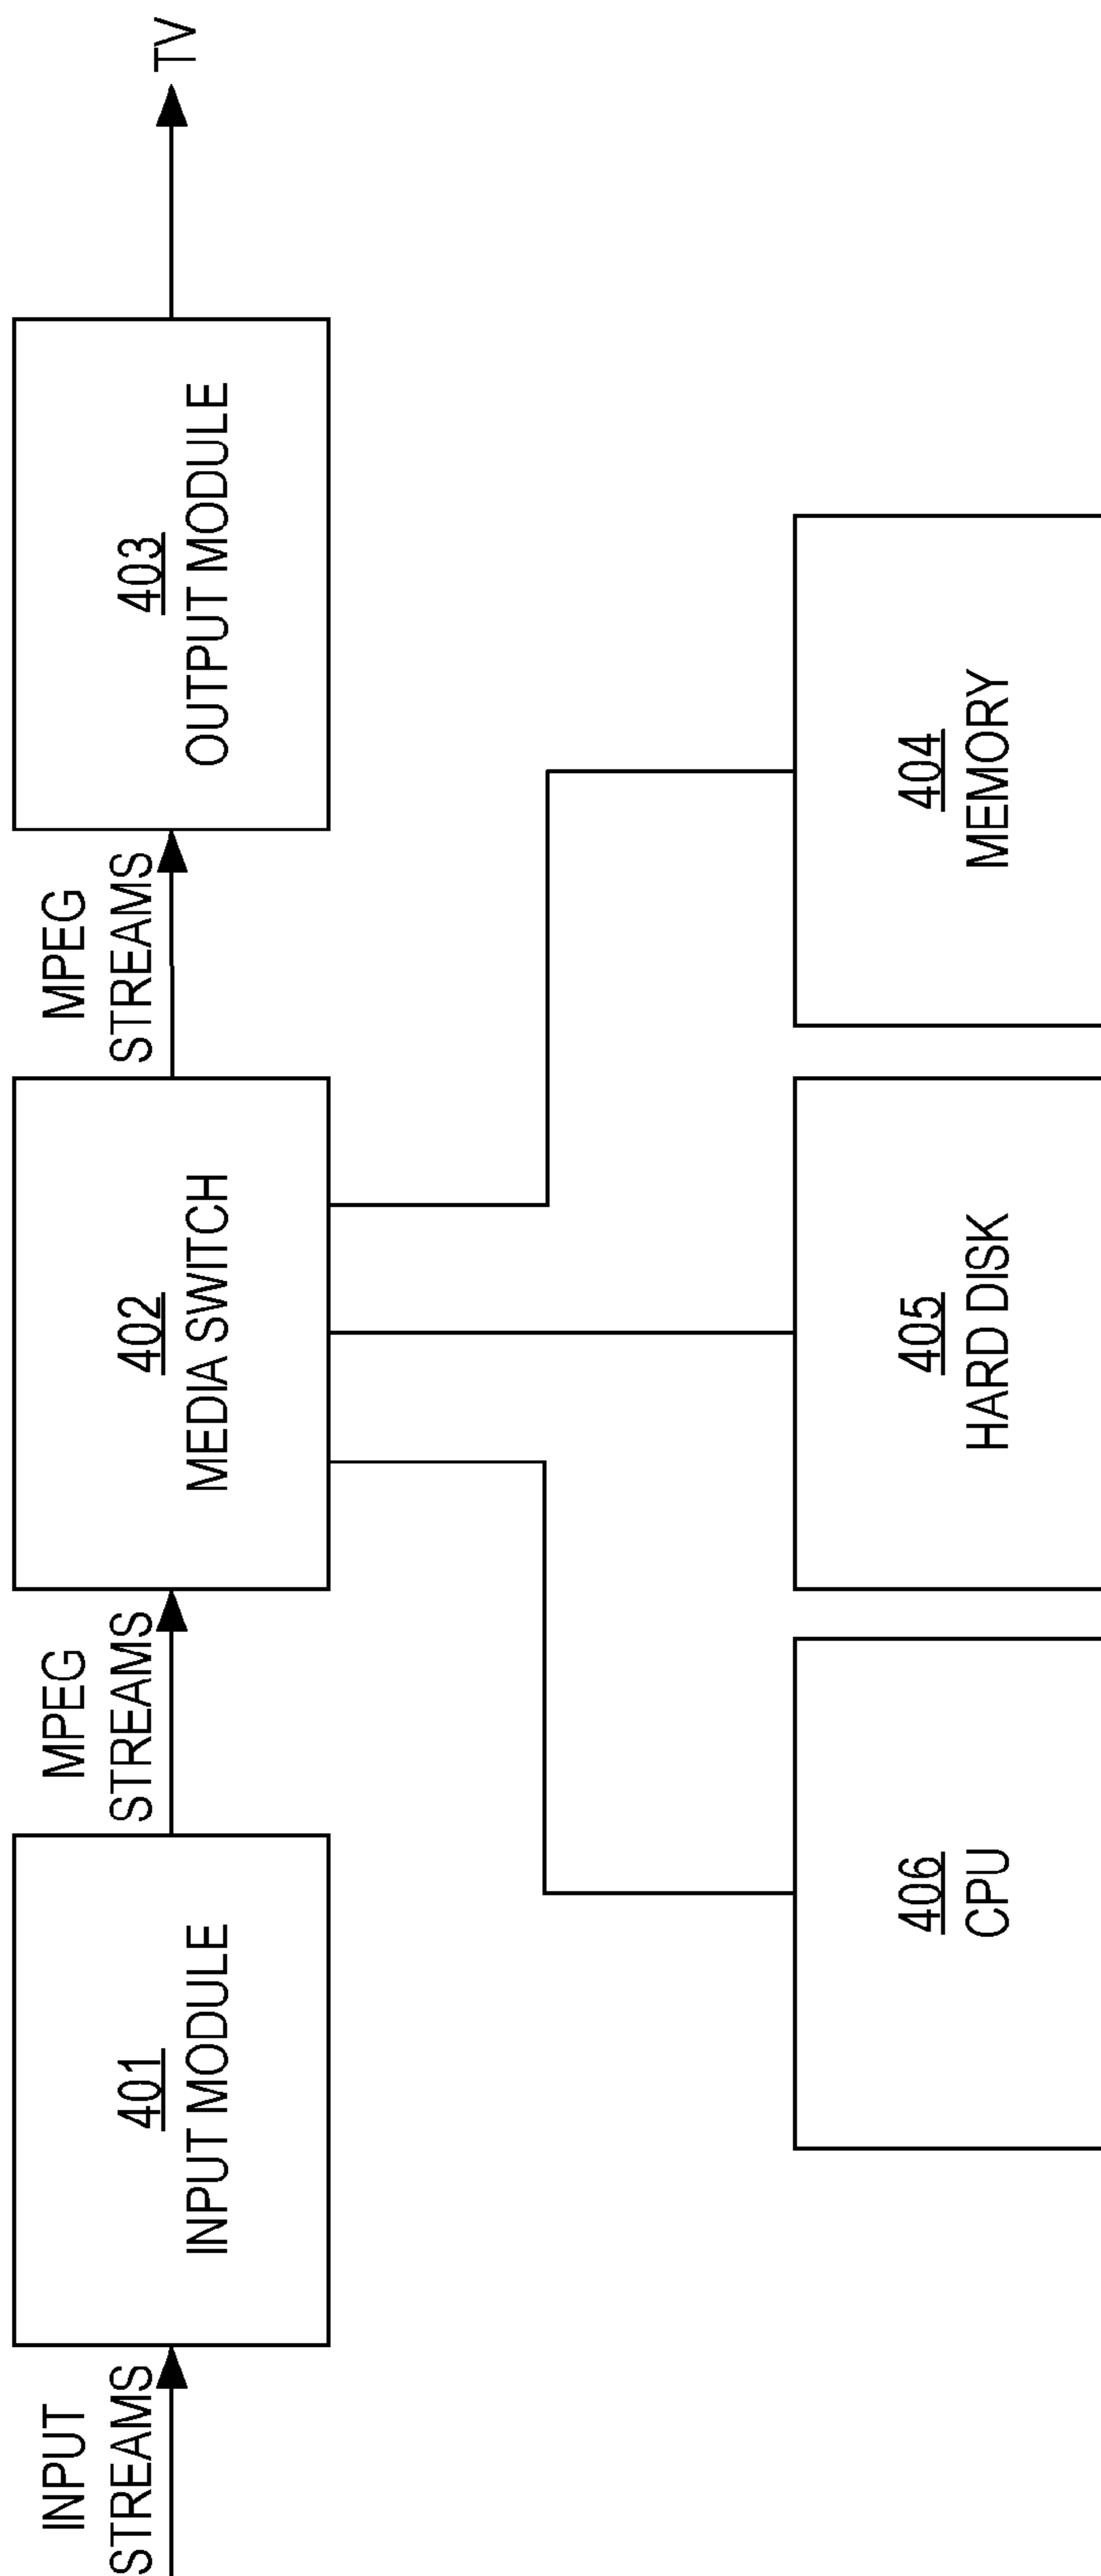 INPUT
STREAMS
401
INPUT MODULE
MPEG
STREAMS
402
MEDIA SWITCH
MPEG
STREAMS
403
OUTPUT MODULE
TV
406
CPU
405
HARD DISK
404
MEMORY